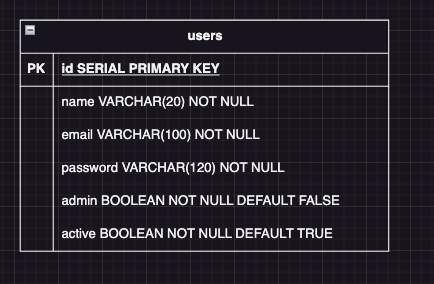 users
PK id SERIAL PRIMARY KEY
name VARCHAR(20) NOT NULL
email VARCHAR(100) NOT NULL
password VARCHAR(120) NOT NULL
admin BOOLEAN NOT NULL DEFAULT FALSE
active BOOLEAN NOT NULL DEFAULT TRUE